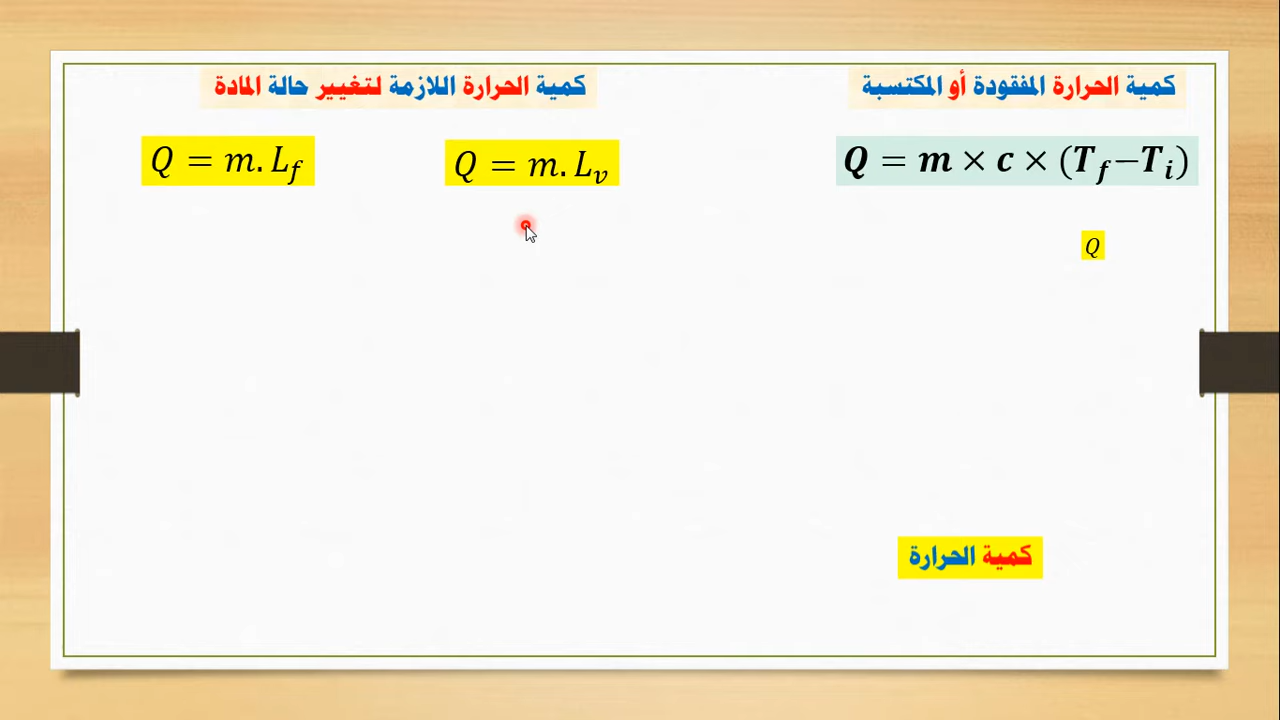 كمية الحرارة المفقودة أو المكتسبة
كمية الحرارة اللازمة لتغيير حالة المادة
Q = m × c × (T_f − T_i)
Q = m. L_v
Q = m. L_f
Q
كمية الحرارة